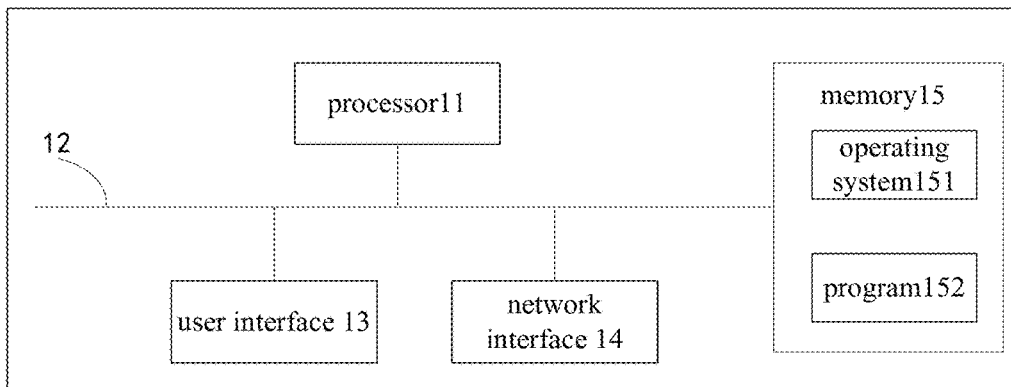 processor11
memory15
12
operating
system151
user interface 13
network
interface 14
program152